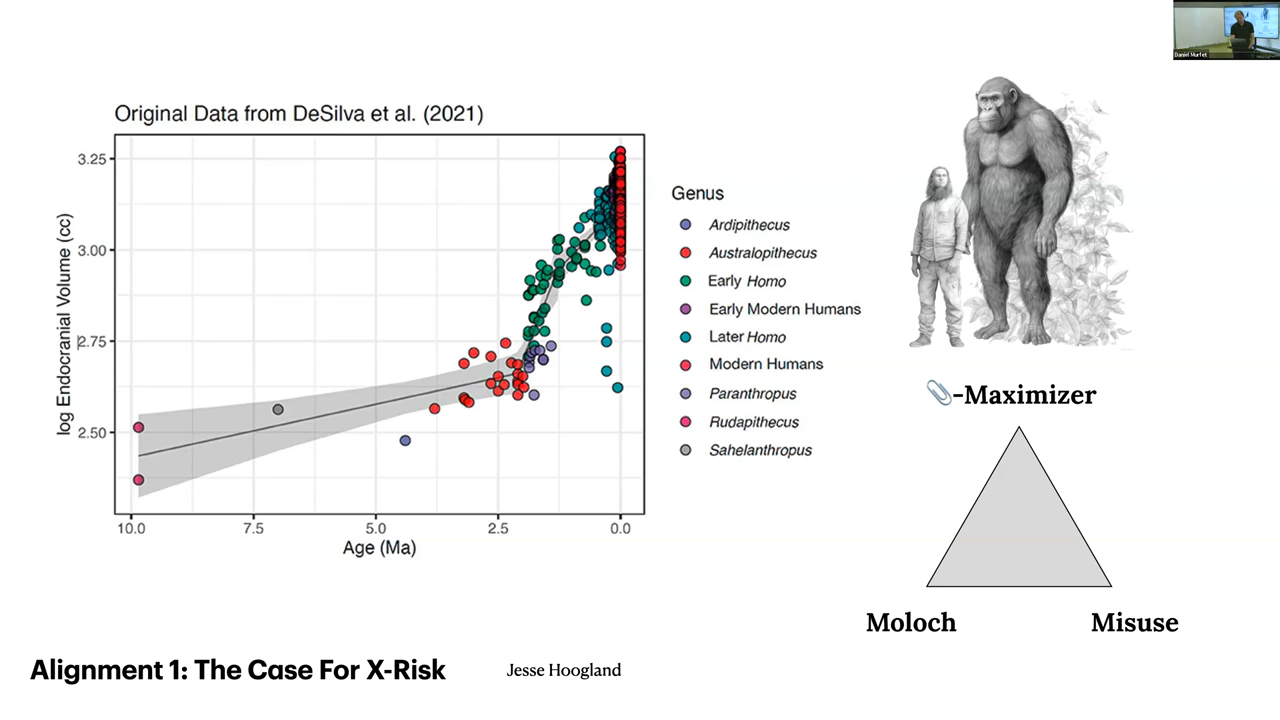 Daniel Murfet
Original Data from DeSilva et al. (2021)
log Endocranial Volume (cc)
3.25
3.00
2.75
2.50
10.0
7.5
5.0
2.5
0.0
Age (Ma)
Genus
Ardipithecus
Australopithecus
Early Homo
Early Modern Humans
Later Homo
Modern Humans
Paranthropus
Rudapithecus
Sahelanthropus
-Maximizer
Moloch
Misuse
Alignment 1: The Case For X-Risk
Jesse Hoogland